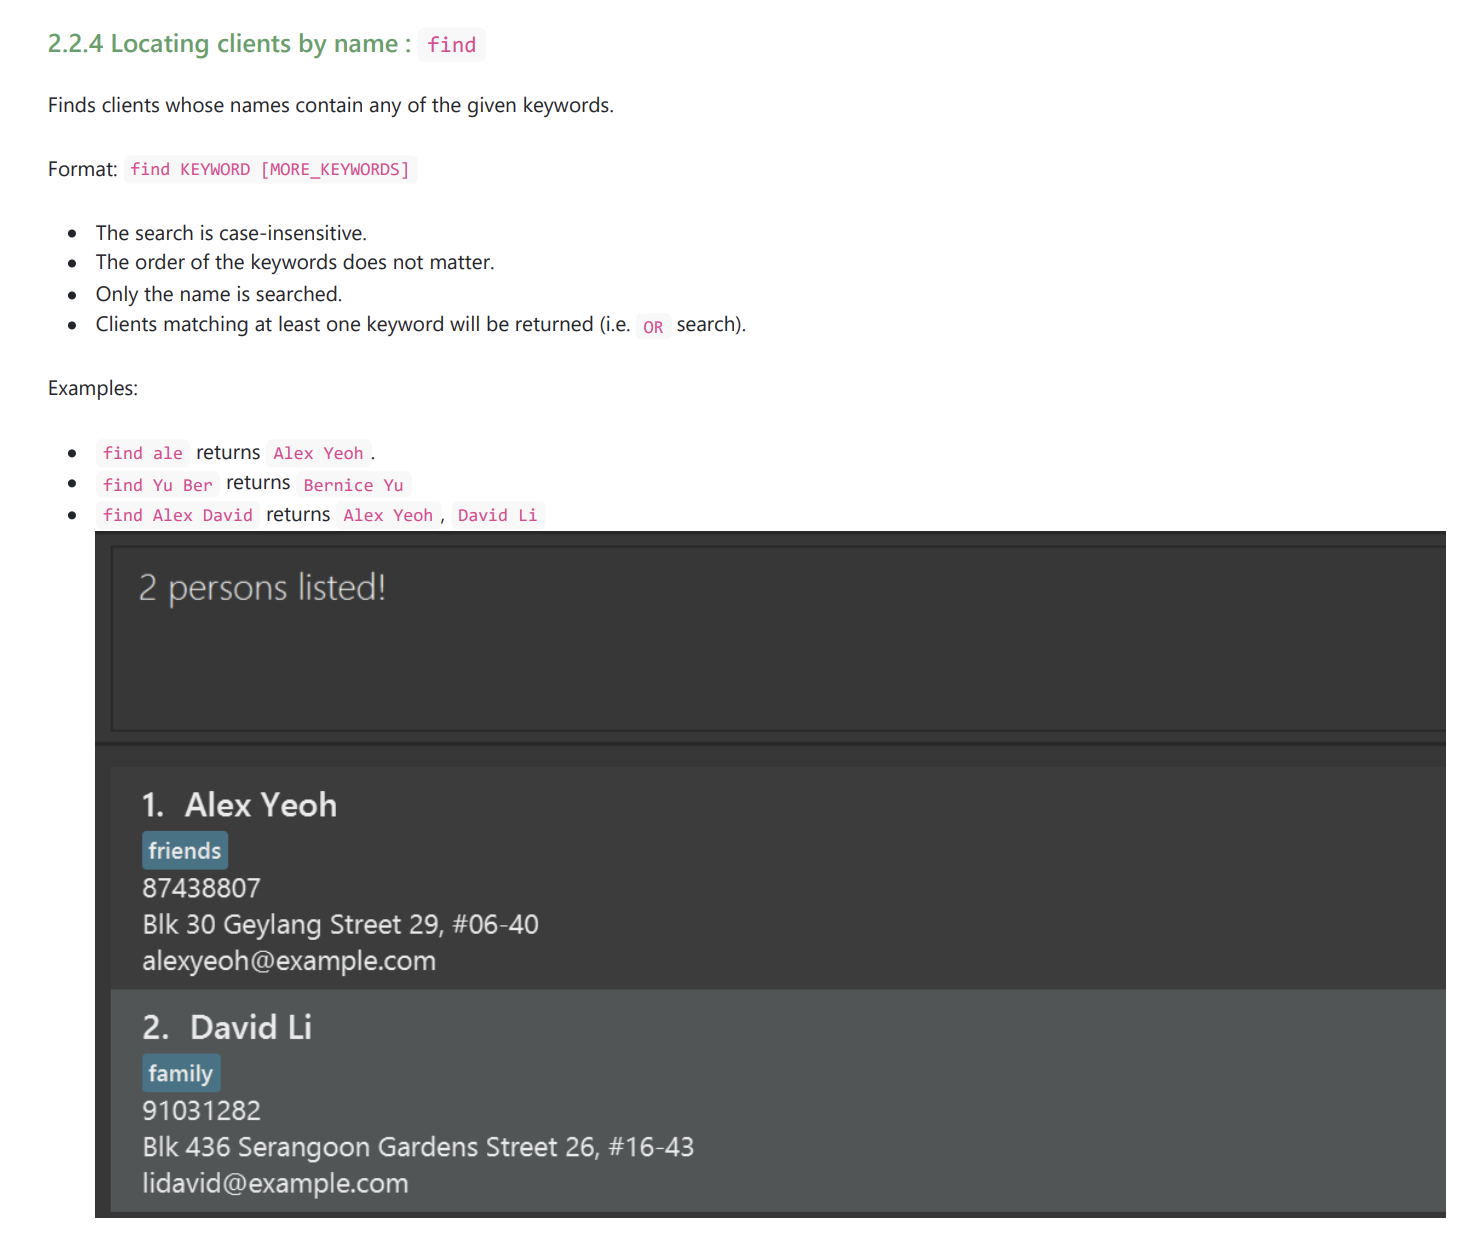 2.2.4 Locating clients by name : find
Finds clients whose names contain any of the given keywords.
Format: find KEYWORD [MORE_KEYWORDS]
The search is case-insensitive.
The order of the keywords does not matter.
Only the name is searched.
Clients matching at least one keyword will be returned (i.e. OR search).
Examples:
find ale returns Alex Yeoh .
find Yu Ber returns Bernice Yu
find Alex David returns Alex Yeoh , David Li
2 persons listed!
1. Alex Yeoh
friends
87438807
Blk 30 Geylang Street 29, #06-40
alexyeoh@example.com
2. David Li
family
91031282
Blk 436 Serangoon Gardens Street 26, #16-43
lidavid@example.com